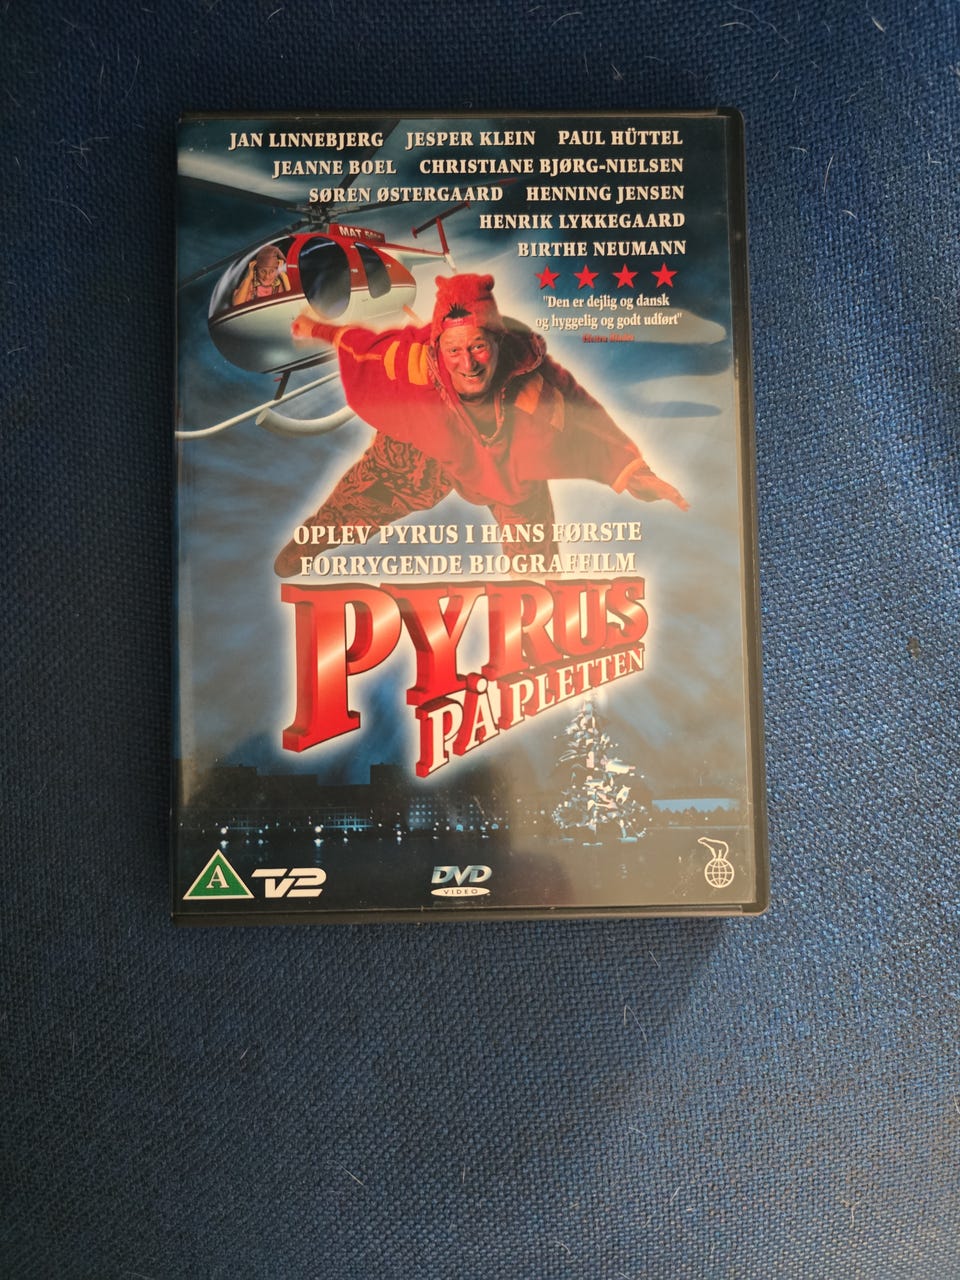 JAN LINNEBJERG JESPER KLEIN PAUL HÜTTEL
JEANNE BOEL CHRISTIANE BJØRG-NIELSEN
SØREN ØSTERGAARD HENNING JENSEN
HENRIK LYKKEGAARD
BIRTHE NEUMANN
MAT
"Den er dejlig og dansk
og hyggelig og godt udført"
OPLEV PYRUS I HANS FØRSTE
FORRYGENDE BIOGRAFFILM
PYRUS
PÅ PLETTEN
A TV2 DVD
VIDEO